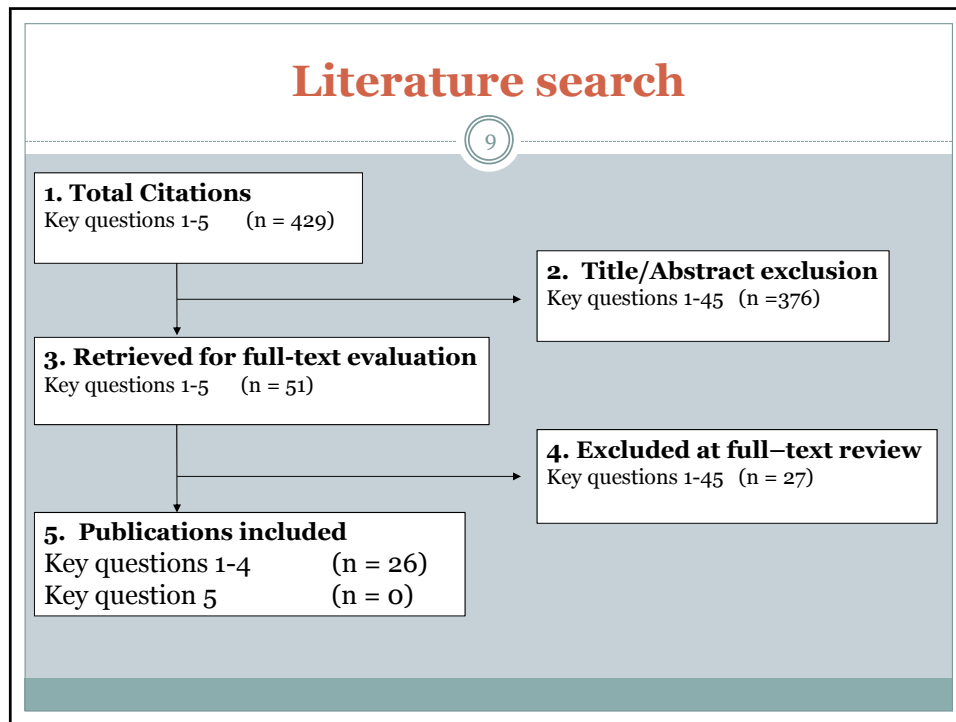 Literature search
9
1. Total Citations
Key questions 1-5 (n = 429)
2. Title/Abstract exclusion
Key questions 1-45 (n =376)
3. Retrieved for full-text evaluation
Key questions 1-5 (n = 51)
4. Excluded at full–text review
Key questions 1-45 (n = 27)
5. Publications included
Key questions 1-4 (n = 26)
Key question 5 (n = 0)